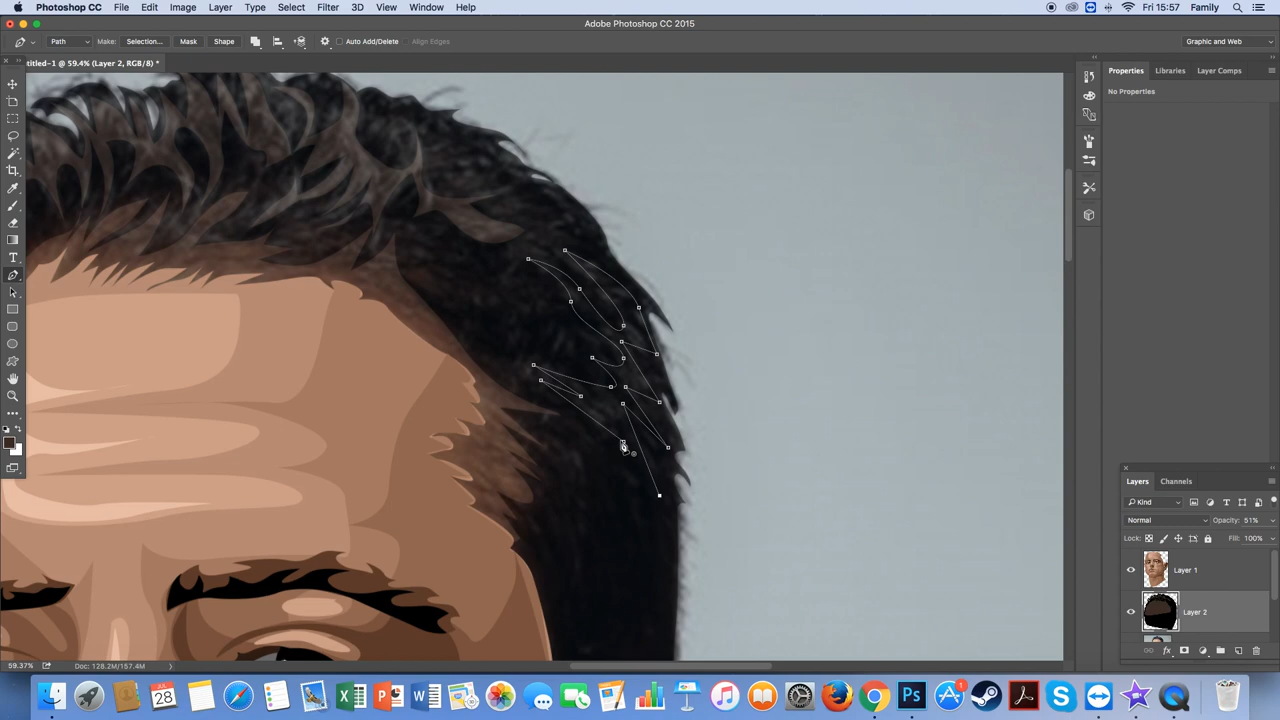 Photoshop CC File Edit Image Layer Type Select Filter 3D View Window Help Fri 15:57 Family
Adobe Photoshop CC 2015
Path Make: Selection... Mask Shape Auto Add/Delete Align Edges Graphic and Web
ntitled-1 @ 59.4% (Layer 2, RGB/8) *
Properties Libraries Layer Comps
No Properties
Layers Channels
Kind
Normal Opacity: 51%
Lock: Fill: 100%
Layer 1
Layer 2
59.37% Doc: 128.2M/157.4M